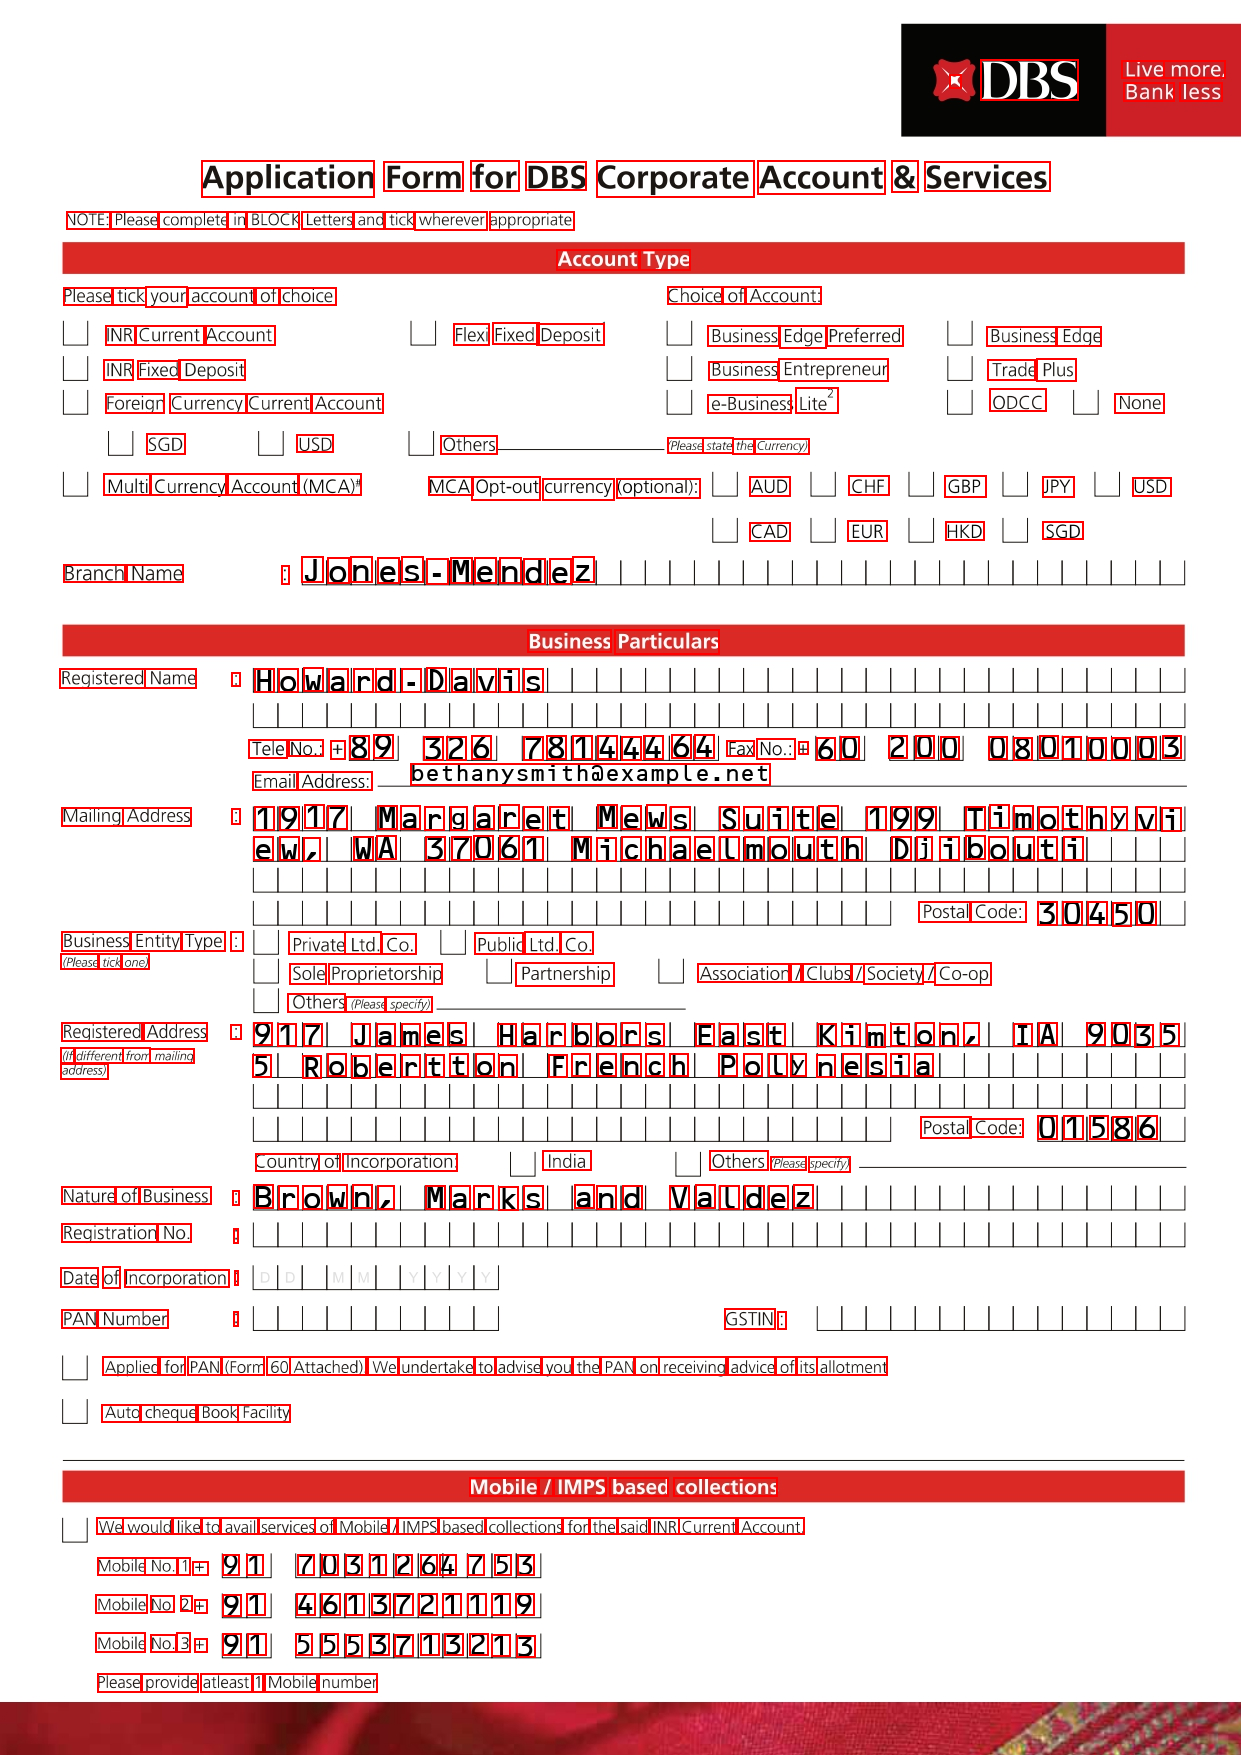 DBS Live more,
Bank less
Application Form for DBS Corporate Account & Services
NOTE: Please complete in BLOCK Letters and tick wherever appropriate
Account Type
Please tick your account of choice Choice of Account:
INR Current Account Flexi Fixed Deposit Business Edge Preferred Business Edge
INR Fixed Deposit Business Entrepreneur Trade Plus
Foreign Currency Current Account e-Business Lite2 ODCC None
SGD USD Others (Please state the Currency)
Multi Currency Account (MCA)# MCA Opt-out currency (optional): AUD CHF GBP JPY USD
CAD EUR HKD SGD
Branch Name : Jones-Mendez
Business Particulars
Registered Name : Howard-Davis
Tele No.: + 89 326 78144464 Fax No.: + 60 200 08010003
Email Address: bethanysmith@example.net
Mailing Address : 1917 Margaret Mews Suite 199 Timothyvi
ew, WA 37061 Michaelmouth Djibouti
Postal Code: 30450
Business Entity Type : Private Ltd. Co. Public Ltd. Co.
(Please tick one)
Sole Proprietorship Partnership Association / Clubs / Society / Co-op
Others (Please specify)
Registered Address : 917 James Harbors East Kimton, IA 9035
(If different from mailing
address)
5 Robertton French Polynesia
Postal Code: 01586
Country of Incorporation: India Others (Please specify)
Nature of Business : Brown, Marks and Valdez
Registration No. :
Date of Incorporation : D D M M Y Y Y Y
PAN Number : GSTIN :
Applied for PAN (Form 60 Attached). We undertake to advise you the PAN on receiving advice of its allotment
Auto cheque Book Facility
Mobile / IMPS based collections
We would like to avail services of Mobile / IMPS based collections for the said INR Current Account.
Mobile No. 1 + 91 7031264753
Mobile No. 2 + 91 4613721119
Mobile No. 3 + 91 5553713213
Please provide atleast 1 Mobile number